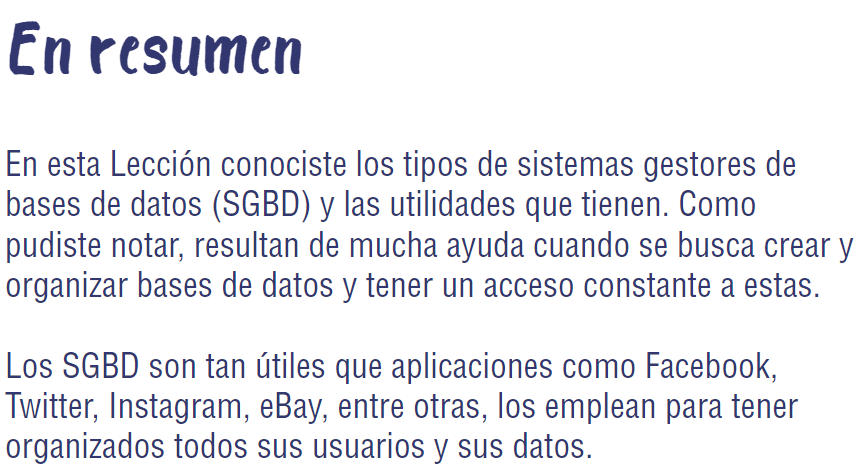 En resumen
En esta Lección conociste los tipos de sistemas gestores de
bases de datos (SGBD) y las utilidades que tienen. Como
pudiste notar, resultan de mucha ayuda cuando se busca crear y
organizar bases de datos y tener un acceso constante a estas.
Los SGBD son tan útiles que aplicaciones como Facebook,
Twitter, Instagram, eBay, entre otras, los emplean para tener
organizados todos sus usuarios y sus datos.